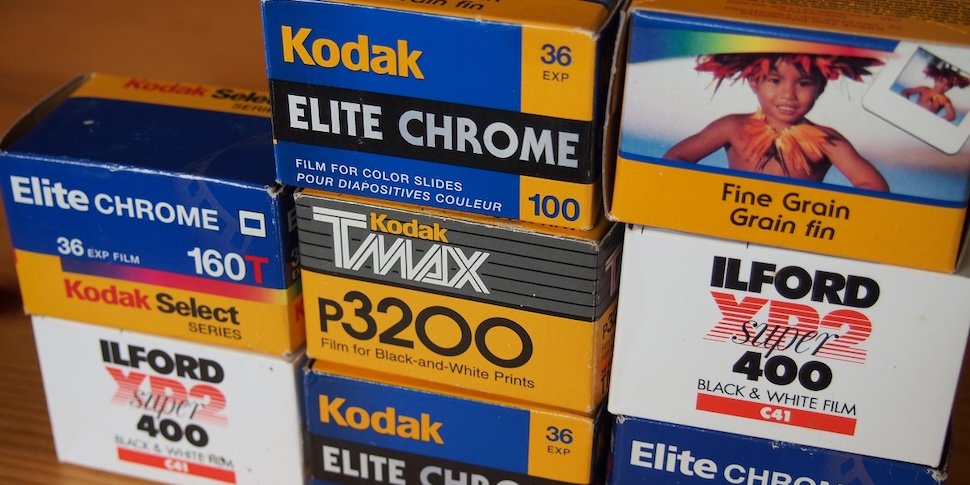 Kodak Select
SERIES
Elite CHROME
36 EXP FILM
160T
Kodak Select
SERIES
ILFORD
XP2
super
400
BLACK & WHITE FILM
C41
Kodak
36
EXP
ELITE CHROME
FILM FOR COLOR SLIDES
POUR DIAPOSITIVES COULEUR
100
Kodak
TMAX
P3200
Film for Black-and-White Prints
Kodak
36
EXP
ELITE CHROME
Fine Grain
Grain fin
ILFORD
XP2
super
400
BLACK & WHITE FILM
C41
Elite CHROME